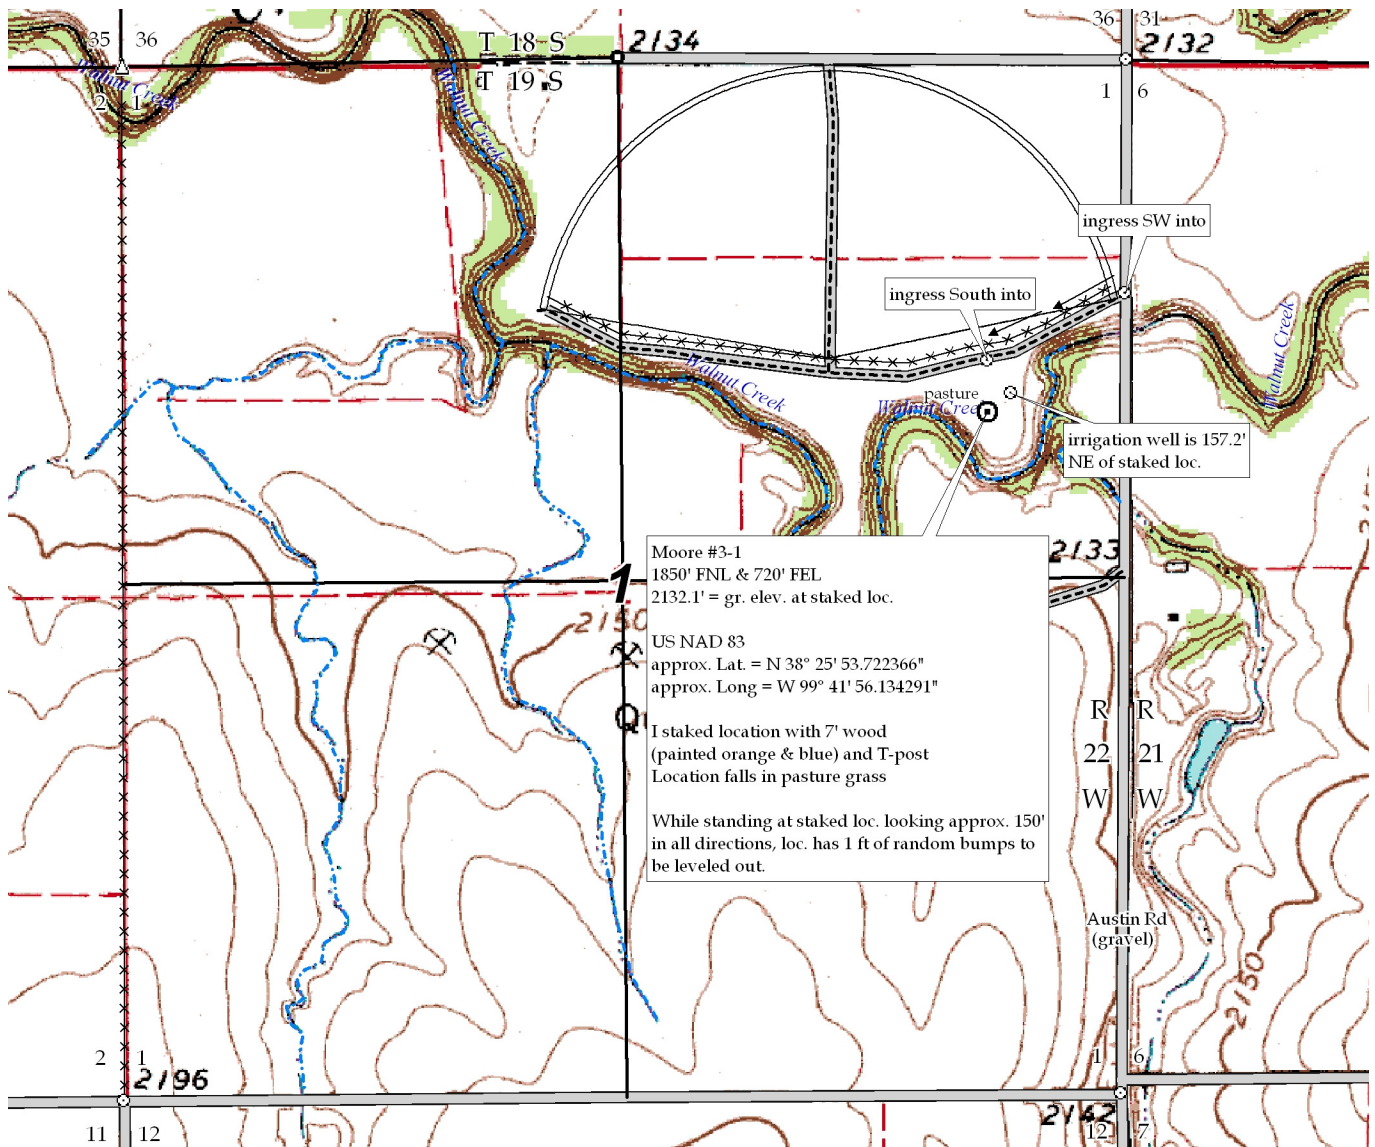 35 36
T 18 S
2134
36 31
2132
Walnut Creek
T 19 S
2 1
1 6
Walnut Creek
ingress SW into
ingress South into
Walnut Creek
Walnut Creek
pasture
Walnut Cree
irrigation well is 157.2'
NE of staked loc.
2133
Moore #3-1
1850' FNL & 720' FEL
2132.1' = gr. elev. at staked loc.
US NAD 83
approx. Lat. = N 38° 25' 53.722366"
approx. Long = W 99° 41' 56.134291"
I staked location with 7' wood
(painted orange & blue) and T-post
Location falls in pasture grass
While standing at staked loc. looking approx. 150'
in all directions, loc. has 1 ft of random bumps to
be leveled out.
1
2150
R R
22 21
W W
Austin Rd
(gravel)
2150
2 1
2196
1 6
2142
11 12
12 7